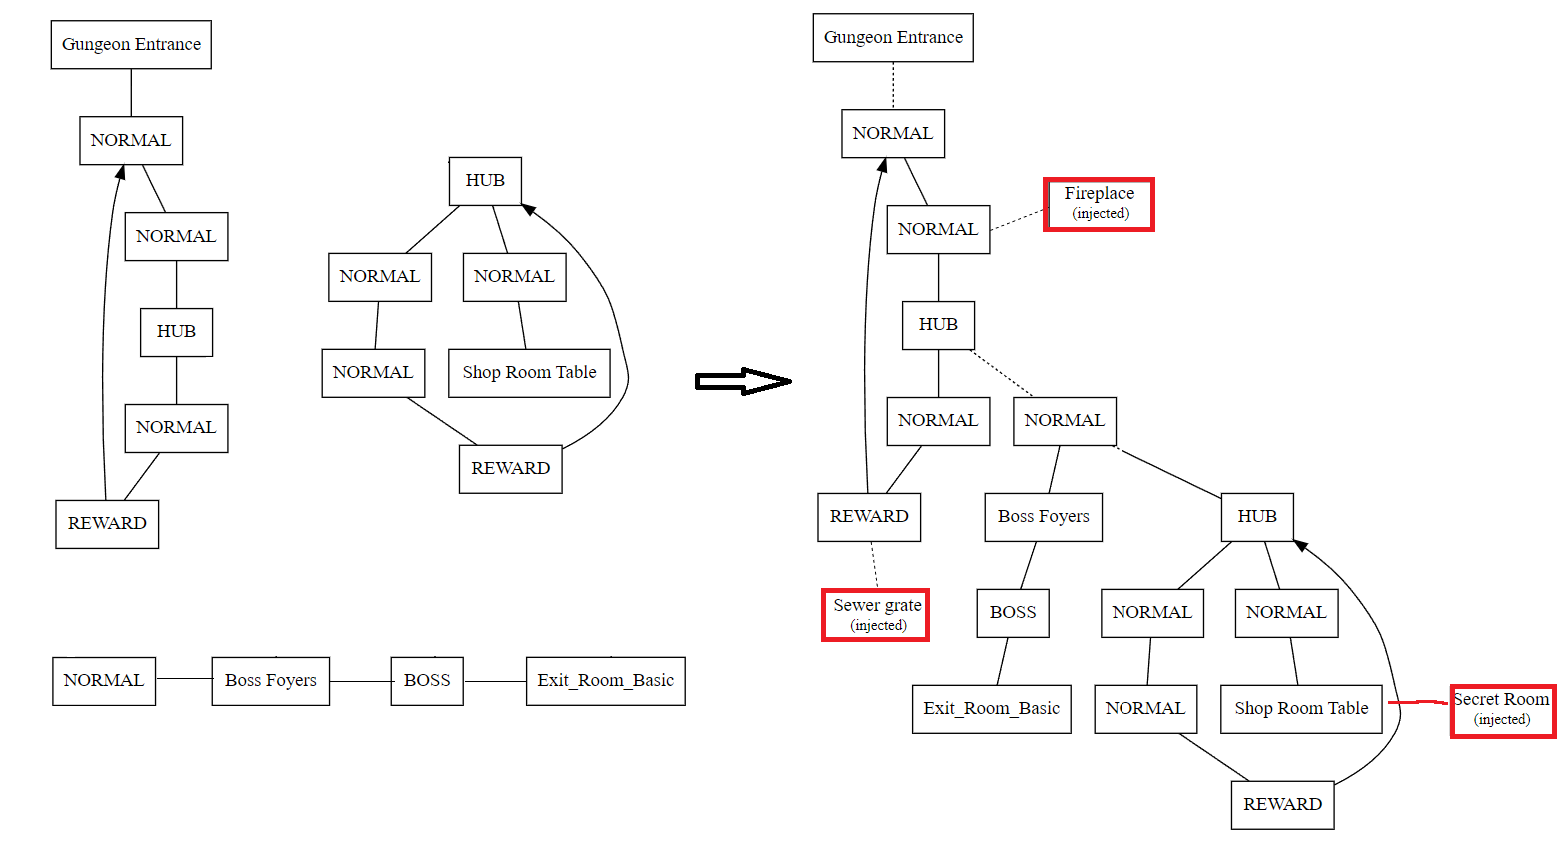 Gungeon Entrance
NORMAL
NORMAL
HUB
NORMAL
REWARD
HUB
NORMAL
NORMAL
NORMAL
Shop Room Table
REWARD
NORMAL
Boss Foyers
BOSS
Exit_Room_Basic
Gungeon Entrance
NORMAL
Fireplace
(injected)
NORMAL
HUB
NORMAL
NORMAL
REWARD
Boss Foyers
HUB
Sewer grate
(injected)
BOSS
NORMAL
NORMAL
Exit_Room_Basic
NORMAL
Shop Room Table
Secret Room
(injected)
REWARD